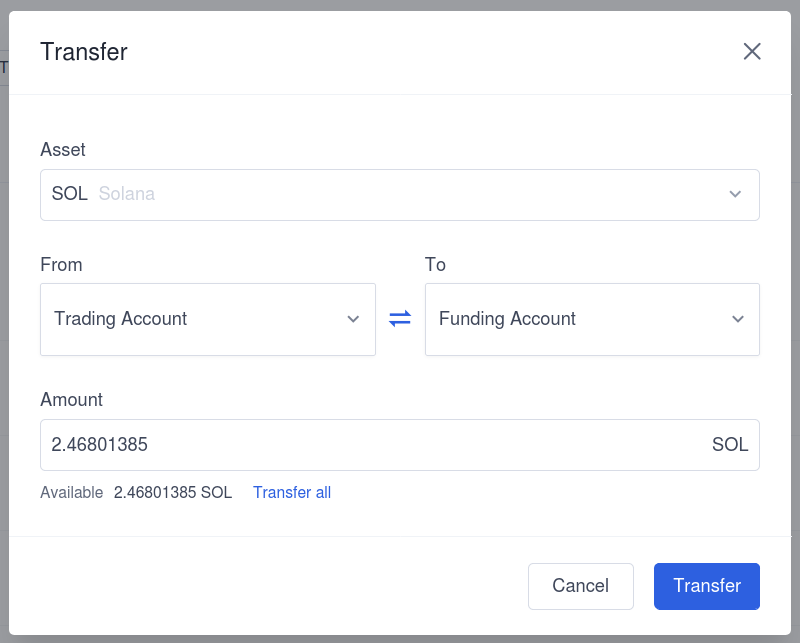 Transfer
T
Asset
SOL Solana
From To
Trading Account Funding Account
Amount
2.46801385 SOL
Available 2.46801385 SOL Transfer all
Cancel Transfer